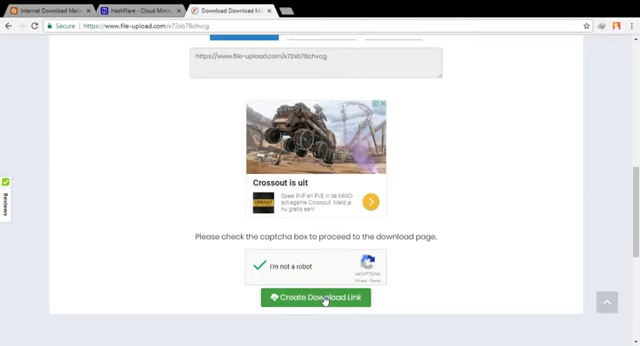 Internet Download Man
HashFlare - Cloud Minin
Download Download Ma
Secure | https://www.file-upload.com/x72sb78chvcg
https://www.file-upload.com/x72sb78chvcg
Reviews
Crossout is uit
Speel PvP en PvE in de MMO-
actiegame Crossout. Meld je
nu gratis aan!
Please check the captcha box to proceed to the download page.
I'm not a robot
reCAPTCHA
Privacy - Terms
Create Download Link